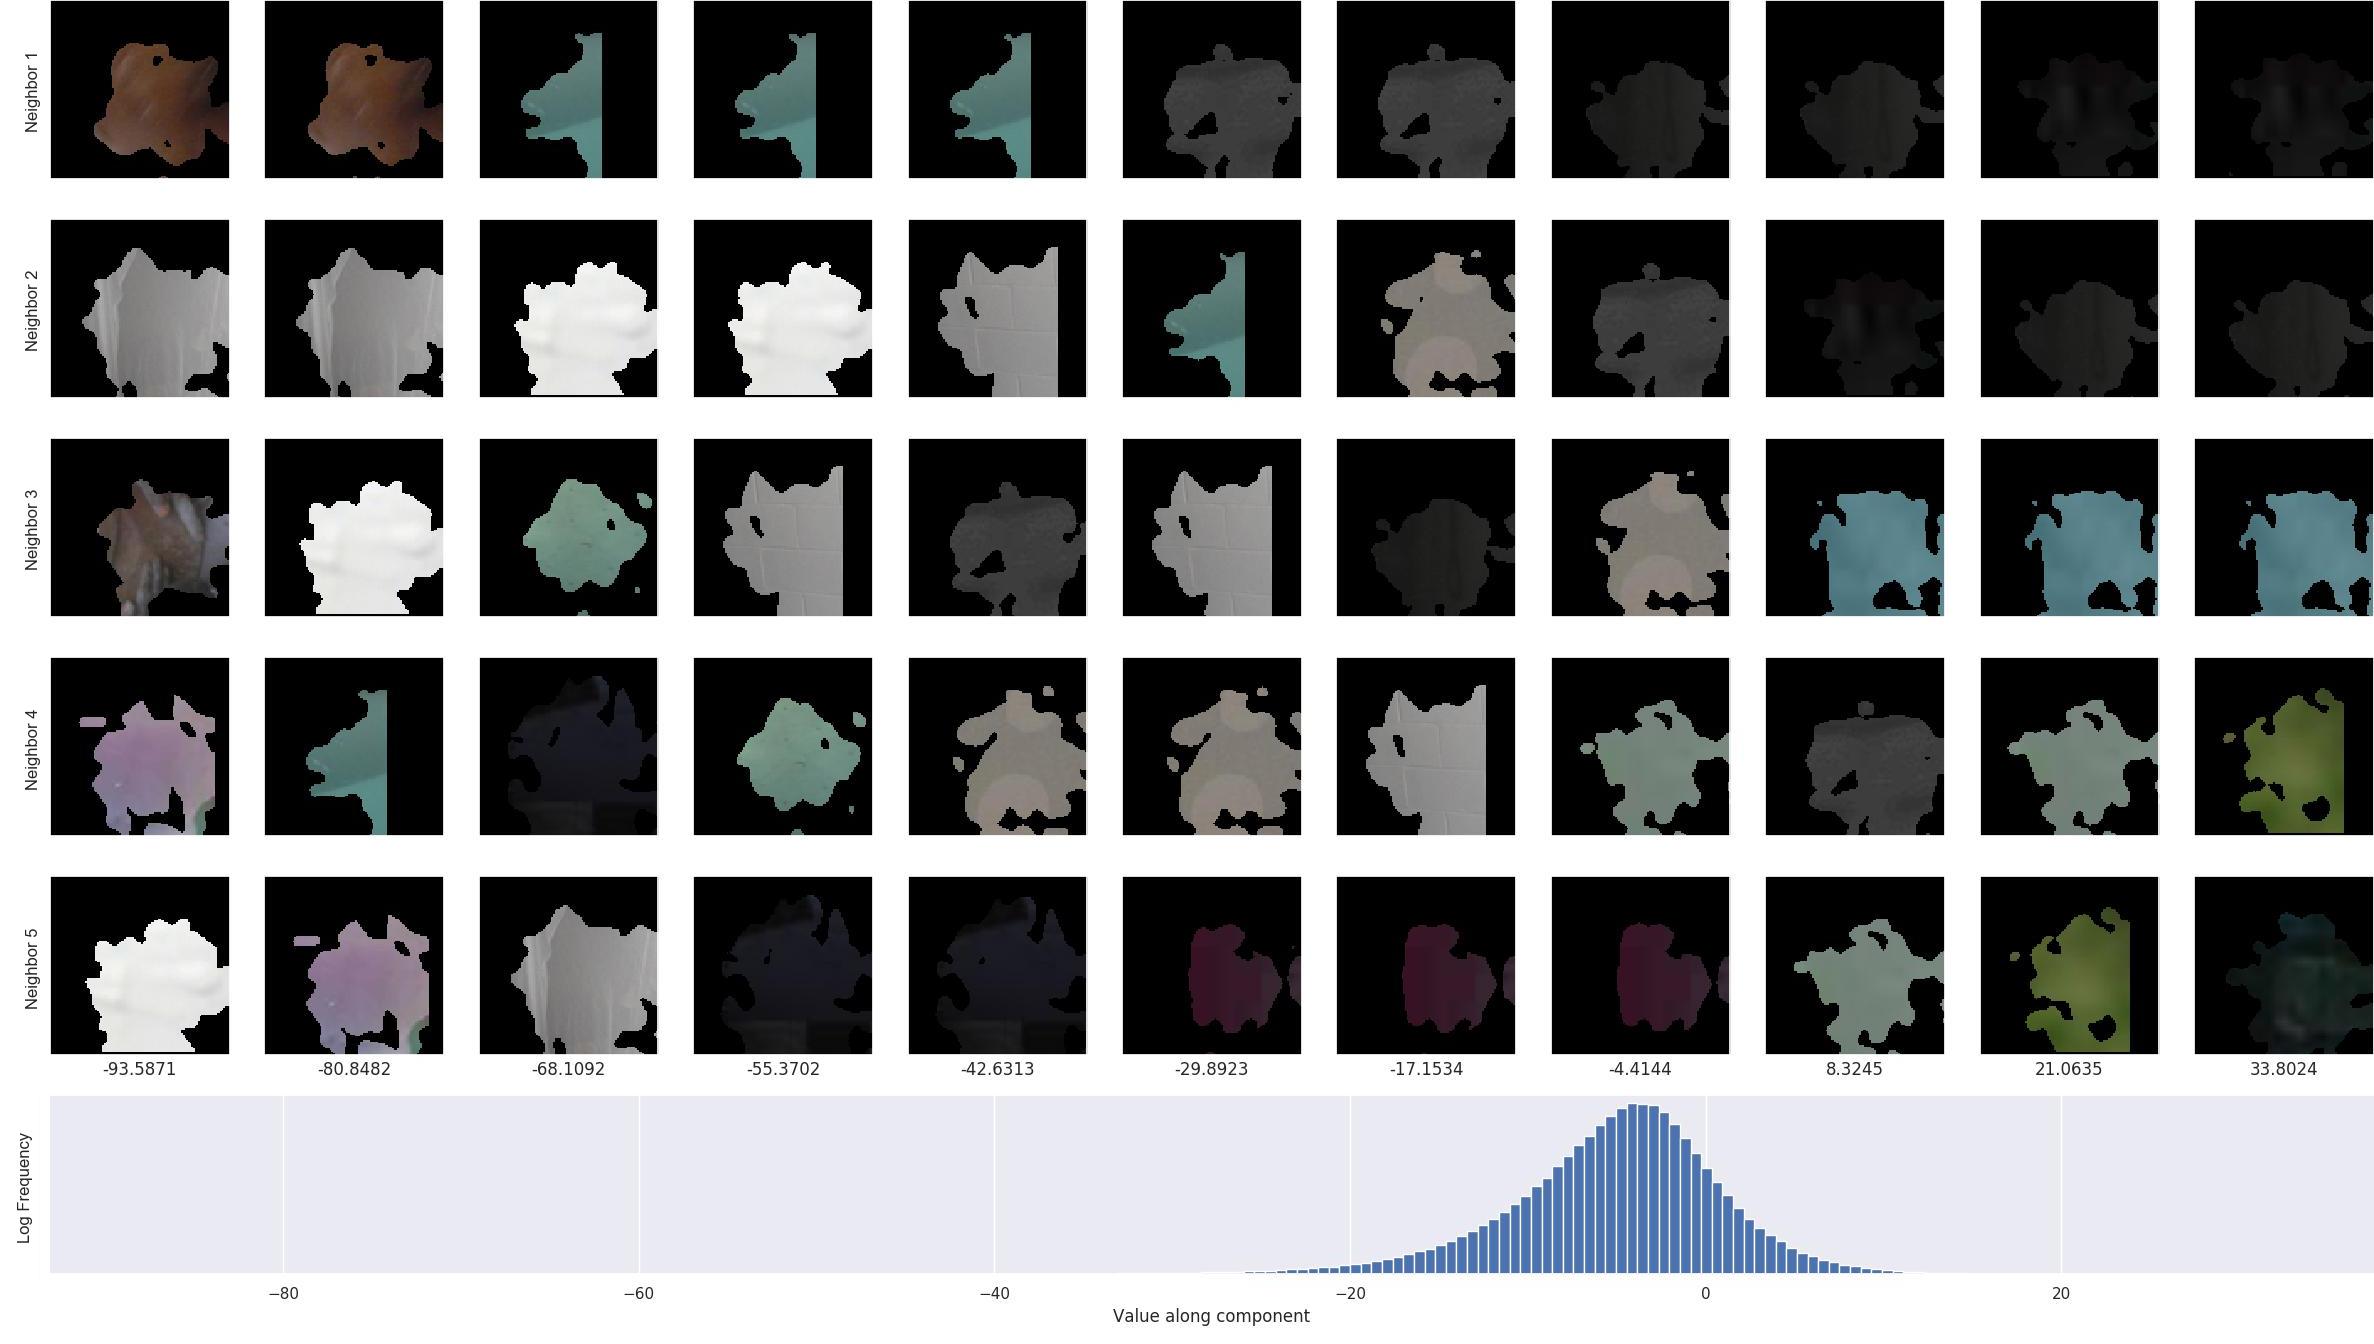 Neighbor 1
Neighbor 2
Neighbor 3
Neighbor 4
Neighbor 5
-93.5871 -80.8482 -68.1092 -55.3702 -42.6313 -29.8923 -17.1534 -4.4144 8.3245 21.0635 33.8024
Log Frequency
−80 −60 −40 −20 0 20
Value along component